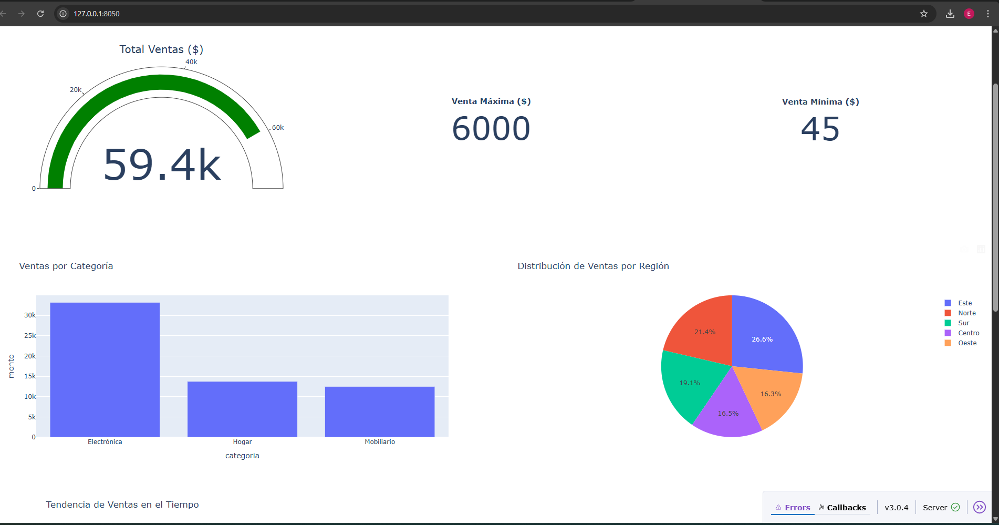 127.0.0.1:8050
E
Total Ventas ($)
0
20k
40k
60k
59.4k
Venta Máxima ($)
6000
Venta Mínima ($)
45
Ventas por Categoría
monto
30k
25k
20k
15k
10k
5k
0
Electrónica
Hogar
Mobiliario
categoria
Distribución de Ventas por Región
26.6%
21.4%
19.1%
16.5%
16.3%
Este
Norte
Sur
Centro
Oeste
Tendencia de Ventas en el Tiempo
Errors
Callbacks
v3.0.4
Server